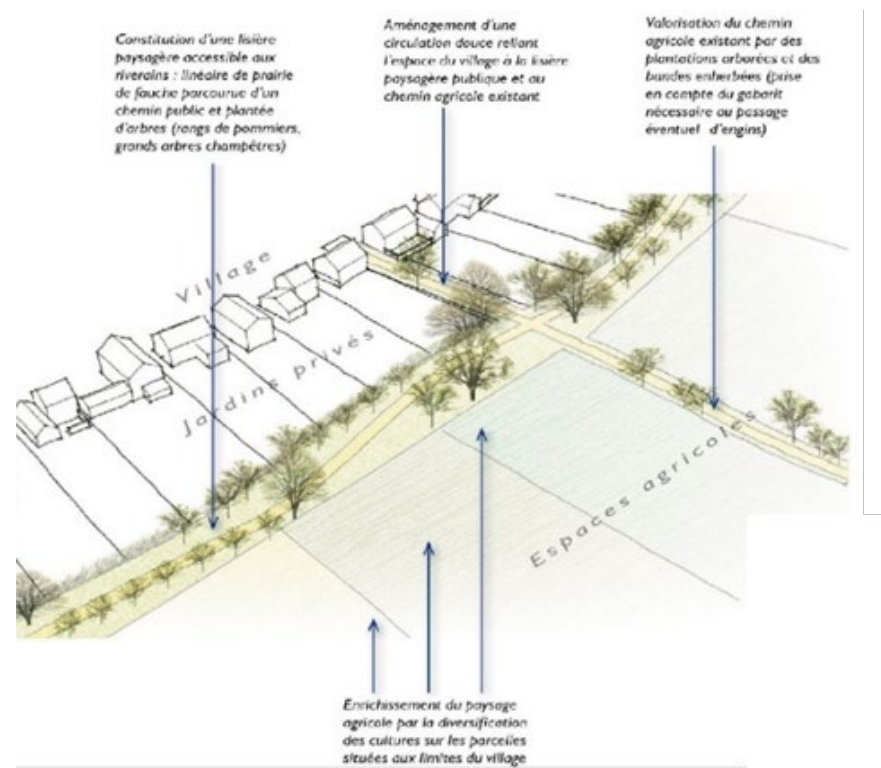 Constitution d'une lisière
paysagère accessible aux
riverains : linéaire de prairie
de fauche parcourue d'un
chemin public et plantée
d'arbres (rangs de pommiers,
grands arbres champêtres)
Aménagement d'une
circulation douce reliant
l'espace du village à la lisière
paysagère publique et au
chemin agricole existant
Valorisation du chemin
agricole existant par des
plantations arborées et des
bandes enherbées (prise
en compte du gabarit
nécessaire au passage
éventuel d'engins)
Village
Jardins privés
Espaces agricoles
Enrichissement du paysage
agricole par la diversification
des cultures sur les parcelles
situées aux limites du village